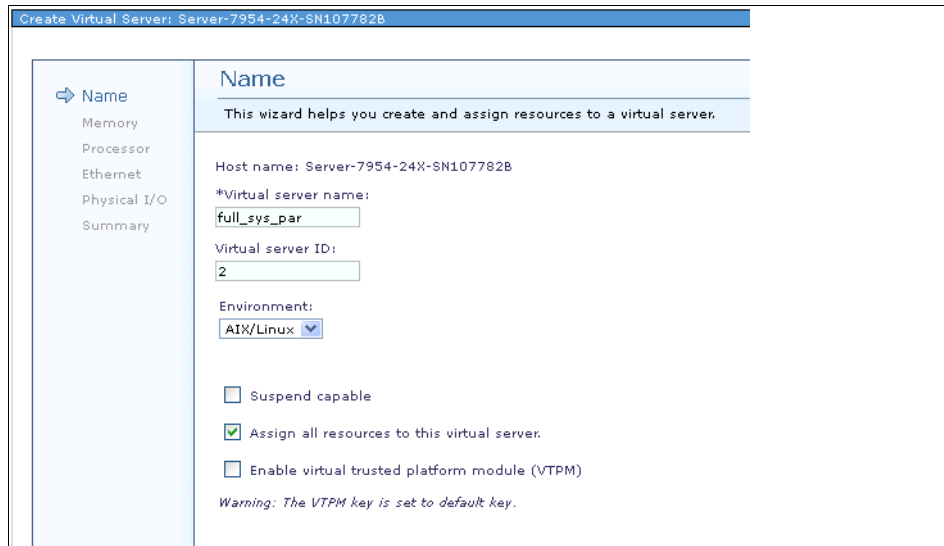 Create Virtual Server: Server-7954-24X-SN107782B
Name
Memory
Processor
Ethernet
Physical I/O
Summary
Name
This wizard helps you create and assign resources to a virtual server.
Host name: Server-7954-24X-SN107782B
*Virtual server name:
full_sys_par
Virtual server ID:
2
Environment:
AIX/Linux
Suspend capable
Assign all resources to this virtual server.
Enable virtual trusted platform module (VTPM)
Warning: The VTPM key is set to default key.